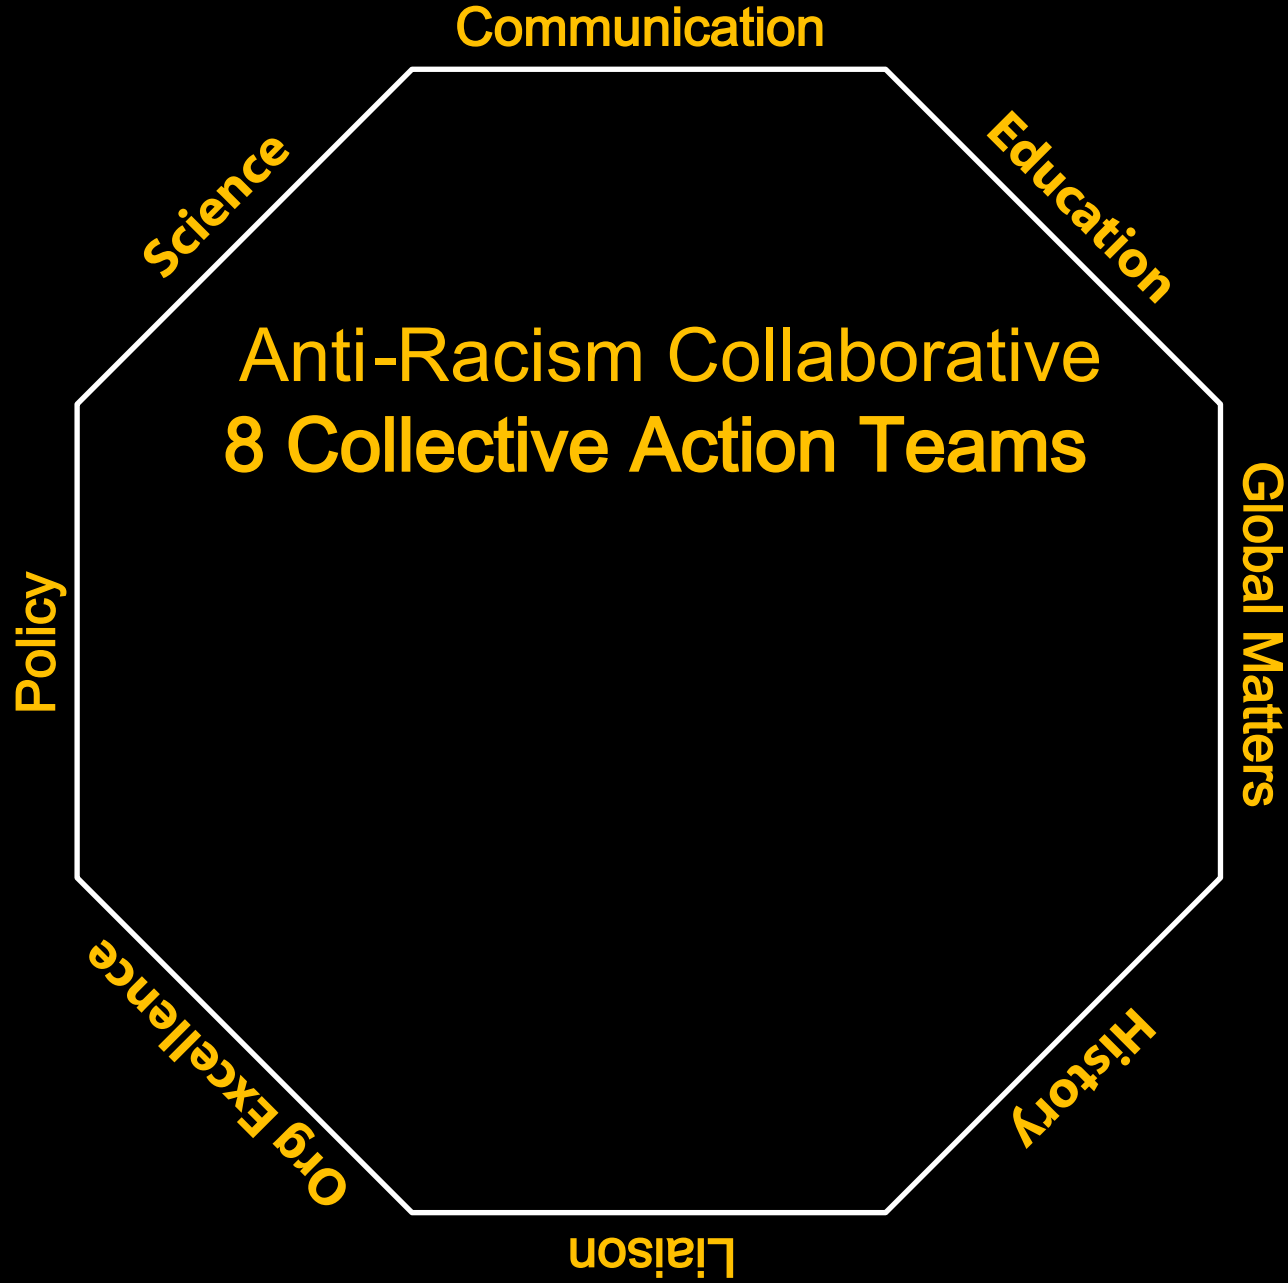 Communication
Education
Global Matters
History
Liaison
Org Excellence
Policy
Science
Anti-Racism Collaborative
8 Collective Action Teams